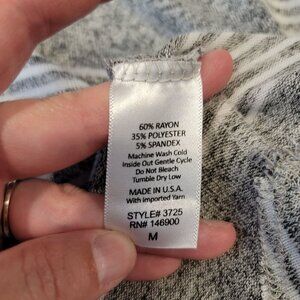 60% RAYON
35% POLYESTER
5% SPANDEX
Machine Wash Cold
Inside Out Gentle Cycle
Do Not Bleach
Tumble Dry Low
MADE IN U.S.A.
With imported Yarn
STYLE# 3725
RN# 146900
M